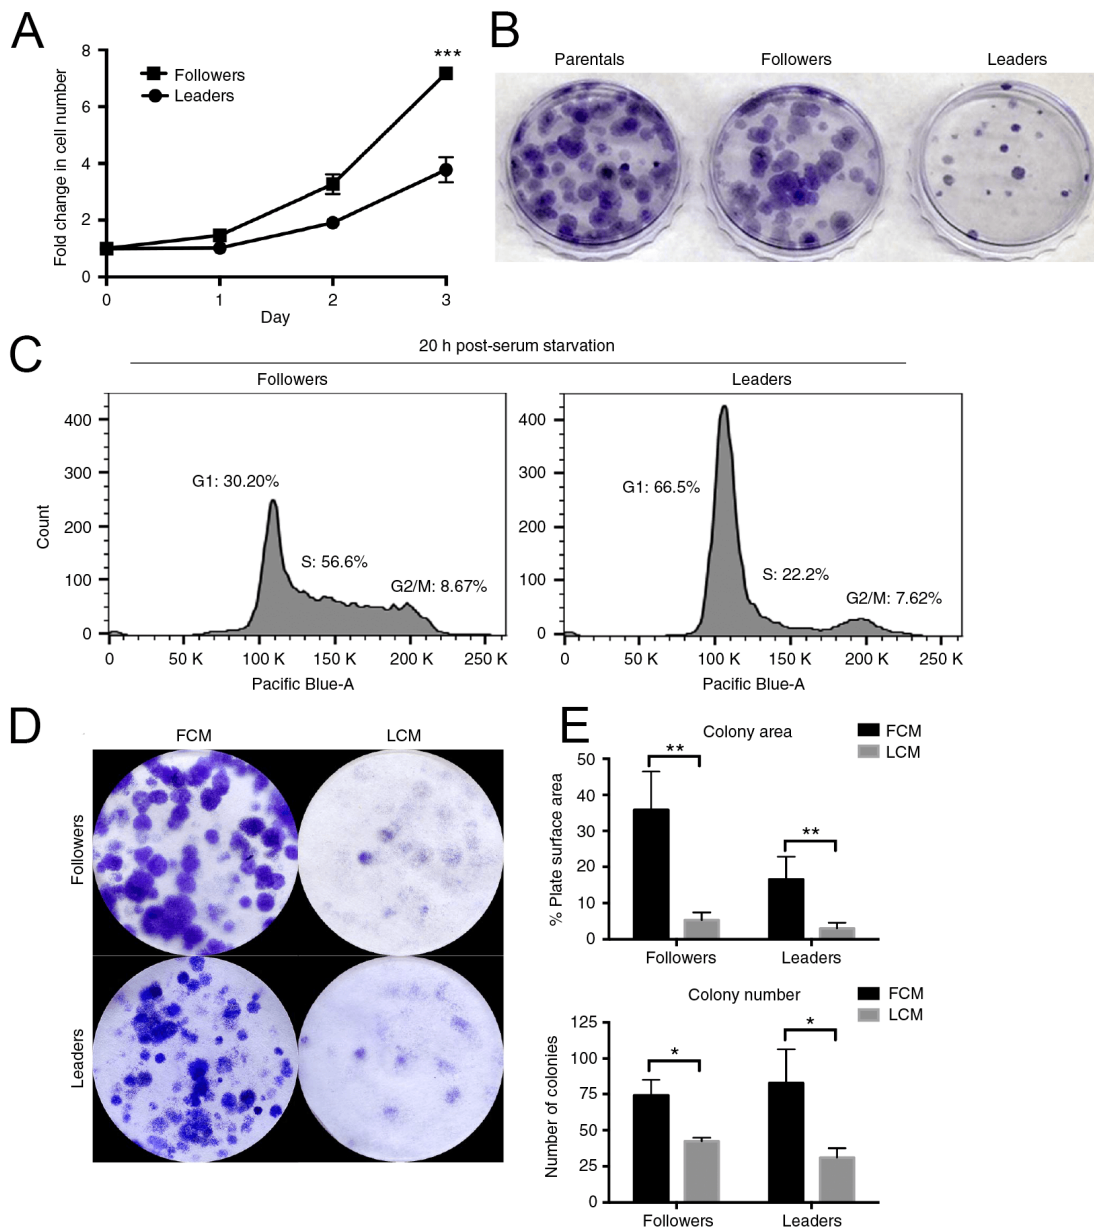 A
8
6
4
2
0
Fold change in cell number
Followers
Leaders
***
0 1 2 3
Day
B
Parentals Followers Leaders
C
20 h post-serum starvation
Followers Leaders
400
300
200
100
0
Count
G1: 30.20%
S: 56.6%
G2/M: 8.67%
0 50 K 100 K 150 K 200 K 250 K
Pacific Blue-A
400
300
200
100
0
G1: 66.5%
S: 22.2%
G2/M: 7.62%
0 50 K 100 K 150 K 200 K 250 K
Pacific Blue-A
D
FCM LCM
Followers
Leaders
E
Colony area
FCM
LCM
50
40
30
20
10
0
% Plate surface area
**
**
Followers Leaders
Colony number
FCM
LCM
125
100
75
50
25
0
Number of colonies
*
*
Followers Leaders